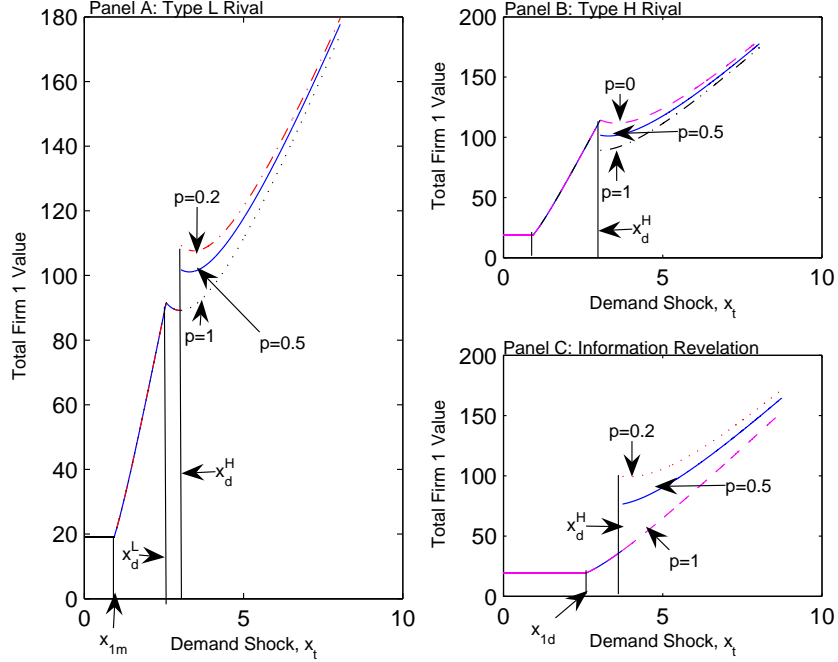 Panel A: Type L Rival
Total Firm 1 Value
180
160
140
120
100
80
60
40
20
0
p=0.2
p=1
p=0.5
x_d^H
x_d^L
0
5
10
x_{1m}
Demand Shock, x_t
Panel B: Type H Rival
Total Firm 1 Value
200
150
100
50
0
p=0
p=0.5
p=1
x_d^H
0
5
10
Demand Shock, x_t
Panel C: Information Revelation
Total Firm 1 Value
200
150
100
50
0
p=0.2
p=0.5
x_d^H
p=1
0
5
10
x_{1d}
Demand Shock, x_t